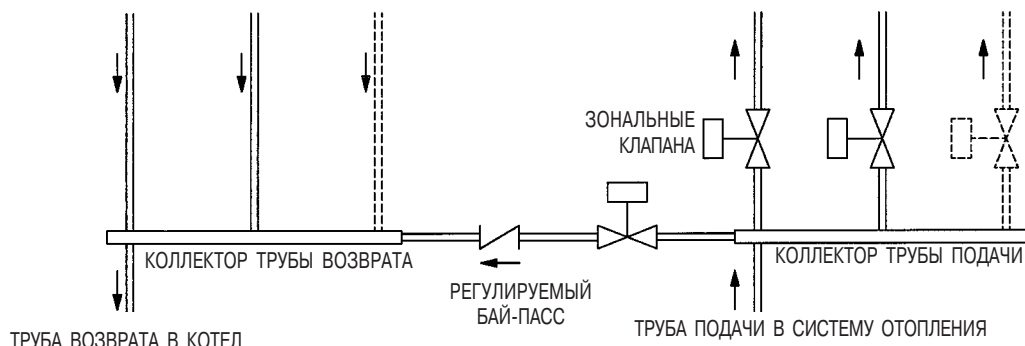 ЗОНАЛЬНЫЕ
КЛАПАНА
КОЛЛЕКТОР ТРУБЫ ВОЗВРАТА
КОЛЛЕКТОР ТРУБЫ ПОДАЧИ
РЕГУЛИРУЕМЫЙ
БАЙ-ПАСС
ТРУБА ВОЗВРАТА В КОТЕЛ
ТРУБА ПОДАЧИ В СИСТЕМУ ОТОПЛЕНИЯ